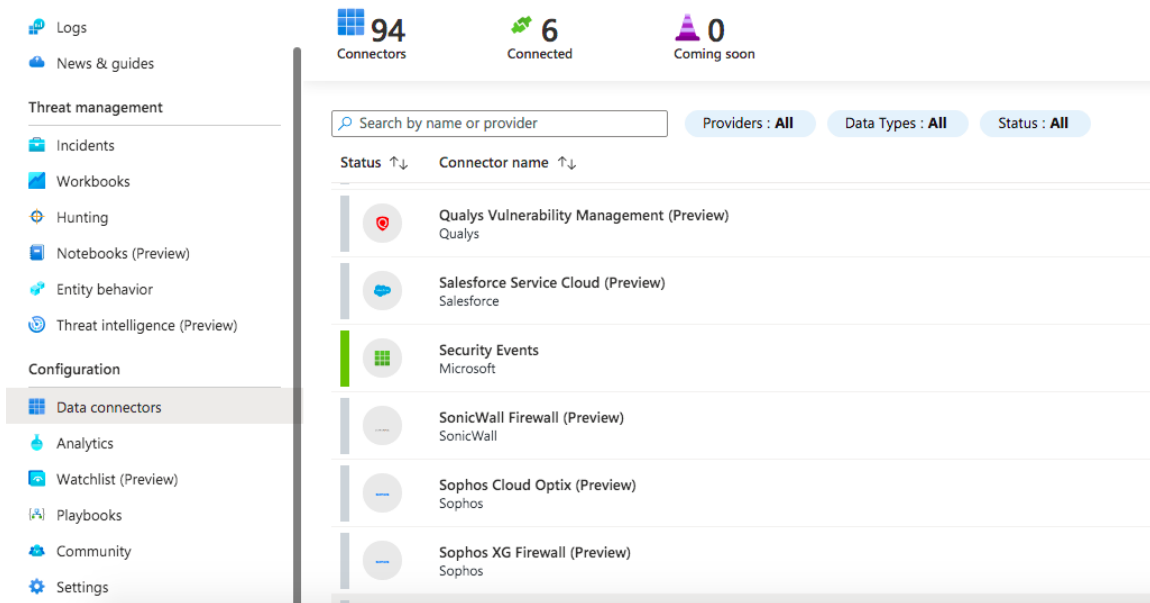 Logs
News & guides
Threat management
Incidents
Workbooks
Hunting
Notebooks (Preview)
Entity behavior
Threat intelligence (Preview)
Configuration
Data connectors
Analytics
Watchlist (Preview)
Playbooks
Community
Settings
94
Connectors
6
Connected
0
Coming soon
Search by name or provider
Providers : All
Data Types : All
Status : All
Status ↑↓
Connector name ↑↓
Qualys Vulnerability Management (Preview)
Qualys
Salesforce Service Cloud (Preview)
Salesforce
Security Events
Microsoft
SonicWall Firewall (Preview)
SonicWall
Sophos Cloud Optix (Preview)
Sophos
Sophos XG Firewall (Preview)
Sophos